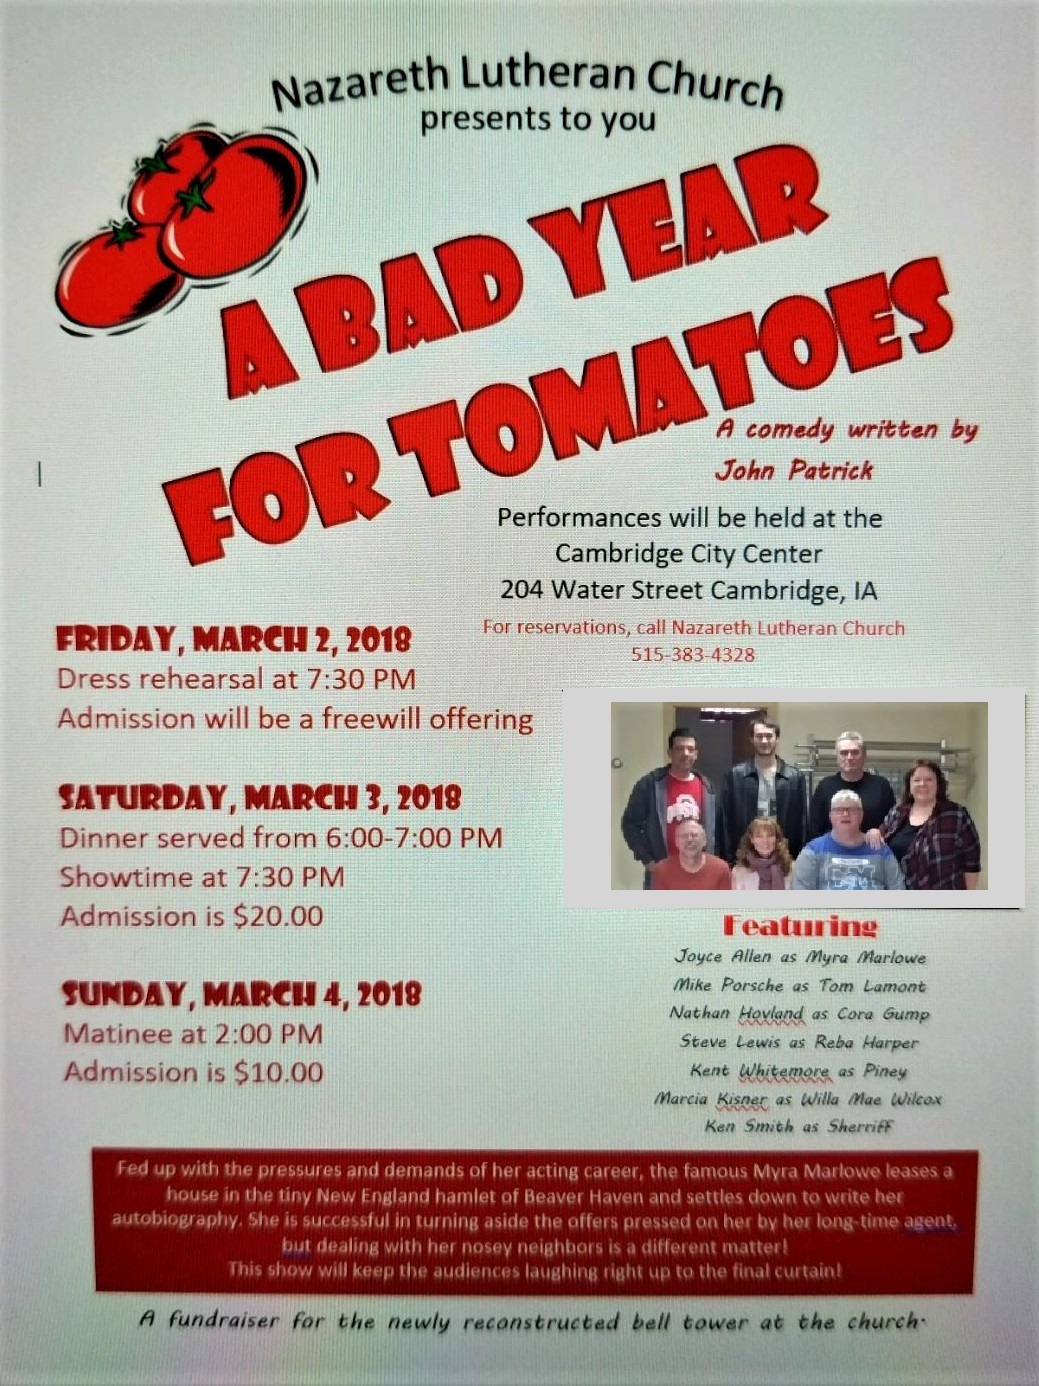 Nazareth Lutheran Church
presents to you
A BAD YEAR
FOR TOMATOES
A comedy written by
John Patrick
Performances will be held at the
Cambridge City Center
204 Water Street Cambridge, IA
For reservations, call Nazareth Lutheran Church
515-383-4328
FRIDAY, MARCH 2, 2018
Dress rehearsal at 7:30 PM
Admission will be a freewill offering
SATURDAY, MARCH 3, 2018
Dinner served from 6:00-7:00 PM
Showtime at 7:30 PM
Admission is $20.00
SUNDAY, MARCH 4, 2018
Matinee at 2:00 PM
Admission is $10.00
Featuring
Joyce Allen as Myra Marlowe
Mike Porsche as Tom Lamont
Nathan Hovland as Cora Gump
Steve Lewis as Reba Harper
Kent Whitemore as Piney
Marcia Kisner as Willa Mae Wilcox
Ken Smith as Sherriff
Fed up with the pressures and demands of her acting career, the famous Myra Marlowe leases a
house in the tiny New England hamlet of Beaver Haven and settles down to write her
autobiography. She is successful in turning aside the offers pressed on her by her long-time agent,
but dealing with her nosey neighbors is a different matter!
This show will keep the audiences laughing right up to the final curtain!
A fundraiser for the newly reconstructed bell tower at the church.